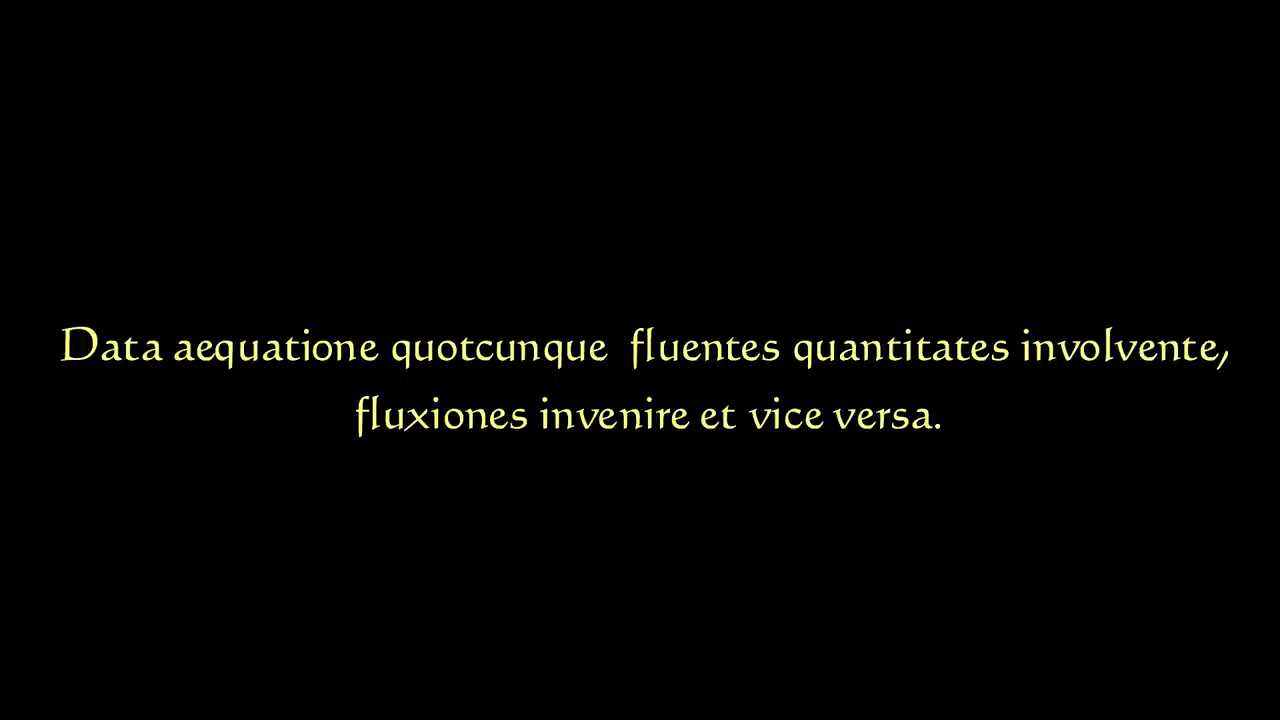 Data aequatione quotcunque fluentes quantitates involvente,
fluxiones invenire et vice versa.